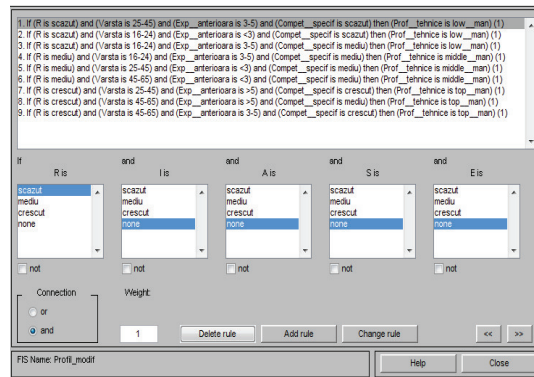 1. If (R is scazut) and (Varsta is 25-45) and (Exp__anterioara is 3-5) and (Compet__specif is scazut) then (Prof__tehnice is low__man) (1)
2. If (R is scazut) and (Varsta is 16-24) and (Exp__anterioara is <3) and (Compet__specif is scazut) then (Prof__tehnice is low__man) (1)
3. If (R is scazut) and (Varsta is 16-24) and (Exp__anterioara is <3) and (Compet__specif is mediu) then (Prof__tehnice is low__man) (1)
4. If (R is mediu) and (Varsta is 16-24) and (Exp__anterioara is 3-5) and (Compet__specif is mediu) then (Prof__tehnice is middle__man) (1)
5. If (R is mediu) and (Varsta is 25-45) and (Exp__anterioara is <3) and (Compet__specif is mediu) then (Prof__tehnice is middle__man) (1)
6. If (R is mediu) and (Varsta is 45-65) and (Exp__anterioara is <3) and (Compet__specif is mediu) then (Prof__tehnice is middle__man) (1)
7. If (R is crescut) and (Varsta is 25-45) and (Exp__anterioara is >5) and (Compet__specif is crescut) then (Prof__tehnice is top__man) (1)
8. If (R is crescut) and (Varsta is 45-65) and (Exp__anterioara is >5) and (Compet__specif is mediu) then (Prof__tehnice is top__man) (1)
9. If (R is crescut) and (Varsta is 45-65) and (Exp__anterioara is 3-5) and (Compet__specif is crescut) then (Prof__tehnice is top__man) (1)
If and and and and
R is I is A is S is E is
scazut scazut scazut scazut scazut
mediu mediu mediu mediu mediu
crescut crescut crescut crescut crescut
none none none none none
not not not not not
Connection Weight:
or
and 1 Delete rule Add rule Change rule << >>
FIS Name: Profil_modif Help Close